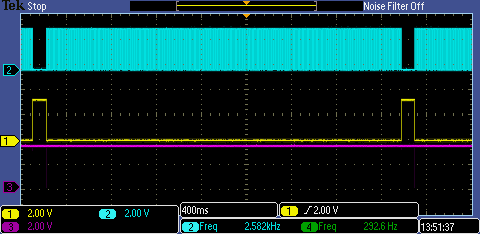 Tek Stop Noise Filter Off
2
1
3
1 2.00 V 2 2.00 V 400ms 1 2.00 V
3 2.00 V 2 Freq 2.582kHz 4 Freq 232.6 Hz 13:51:37